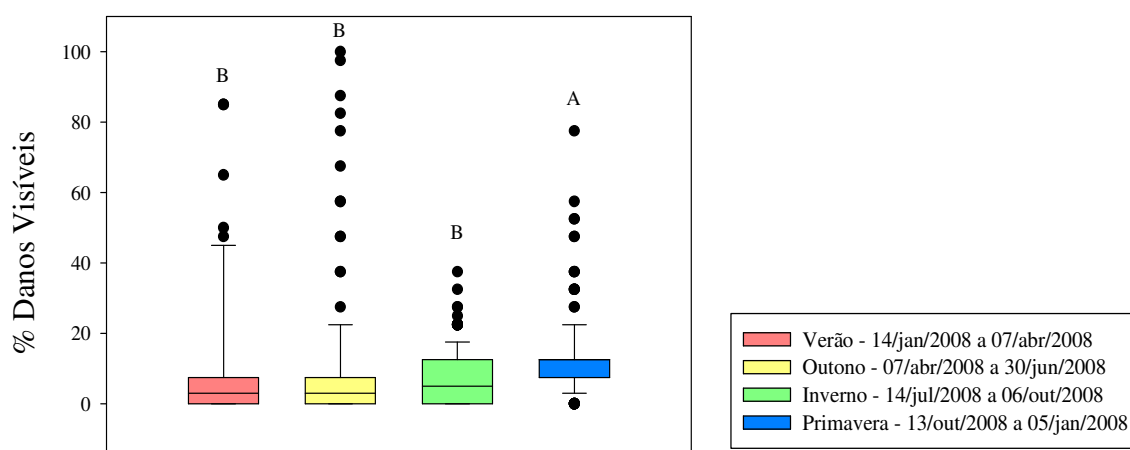 % Danos Visíveis
100
80
60
40
20
0
B
B
B
A
Verão - 14/jan/2008 a 07/abr/2008
Outono - 07/abr/2008 a 30/jun/2008
Inverno - 14/jul/2008 a 06/out/2008
Primavera - 13/out/2008 a 05/jan/2008